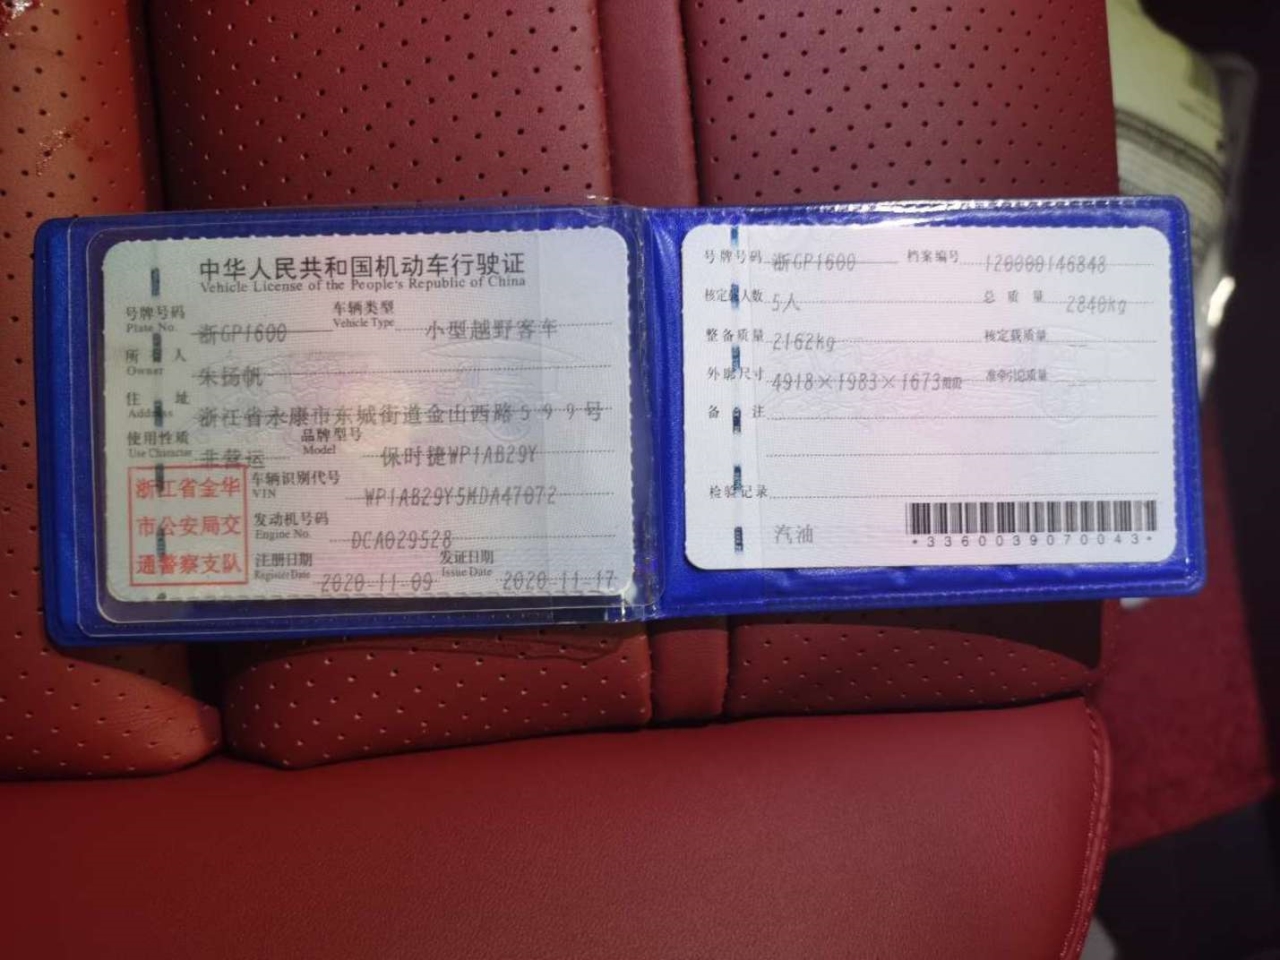 中华人民共和国机动车行驶证
Vehicle License of the People's Republic of China
号牌号码 浙GP1600 车辆类型 小型越野客车
Plate No. Vehicle Type
所有人 朱扬帆
Owner
住址 浙江省永康市东城街道金山西路599号
Address
使用性质 非营运 品牌型号 保时捷WP1AB29Y
Use Character Model
车辆识别代号 WP1AB29Y5MDA47072
VIN
发动机号码 DCA029528
Engine No.
注册日期 2020-11-09 发证日期 2020-11-17
Register Date Issue Date
浙江省金华
市公安局交
通警察支队
号牌号码 浙GP1600 档案编号 120000146848
核定载人数 5人 总质量 2840kg
整备质量 2162kg 核定载质量 --
外廓尺寸 4918×1983×1673mm 准牵引总质量 --
备注
检验记录
汽油
*3360039070043*